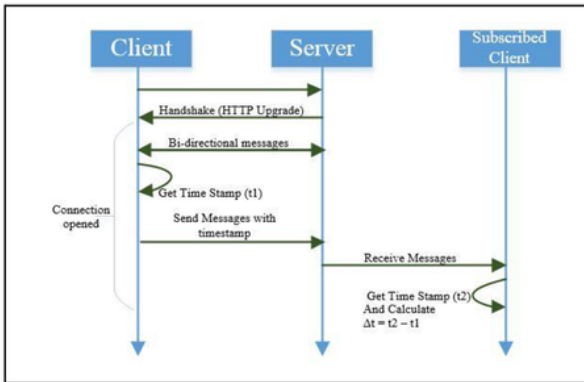 Client
Server
Subscribed
Client
Handshake (HTTP Upgrade)
Bi-directional messages
Get Time Stamp (t1)
Connection
opened
Send Messages with
timestamp
Receive Messages
Get Time Stamp (t2)
And Calculate
Δt = t2 – t1